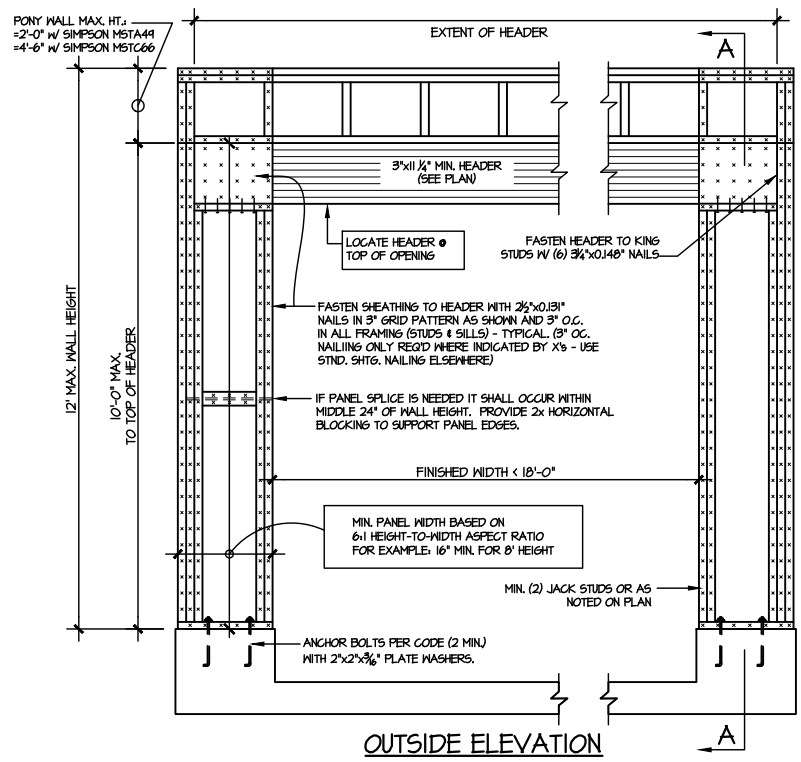 PONY WALL MAX. HT.:
=2'-0" W/ SIMPSON MSTA49
=4'-6" W/ SIMPSON MSTC66
EXTENT OF HEADER
A
3"x11 1/4" MIN. HEADER
(SEE PLAN)
LOCATE HEADER @
TOP OF OPENING
FASTEN HEADER TO KING
STUDS W/ (6) 3 1/4"x0.148" NAILS
FASTEN SHEATHING TO HEADER WITH 2 1/2"x0.131"
NAILS IN 3" GRID PATTERN AS SHOWN AND 3" O.C.
IN ALL FRAMING (STUDS & SILLS) - TYPICAL. (3" OC.
NAILIING ONLY REQ'D WHERE INDICATED BY X's - USE
STND. SHTG. NAILING ELSEWHERE)
12' MAX. WALL HEIGHT
10'-0" MAX.
TO TOP OF HEADER
IF PANEL SPLICE IS NEEDED IT SHALL OCCUR WITHIN
MIDDLE 24" OF WALL HEIGHT. PROVIDE 2x HORIZONTAL
BLOCKING TO SUPPORT PANEL EDGES.
FINISHED WIDTH < 18'-0"
MIN. PANEL WIDTH BASED ON
6:1 HEIGHT-TO-WIDTH ASPECT RATIO
FOR EXAMPLE: 16" MIN. FOR 8' HEIGHT
MIN. (2) JACK STUDS OR AS
NOTED ON PLAN
ANCHOR BOLTS PER CODE (2 MIN.)
WITH 2"x2"x3/16" PLATE WASHERS.
A
OUTSIDE ELEVATION